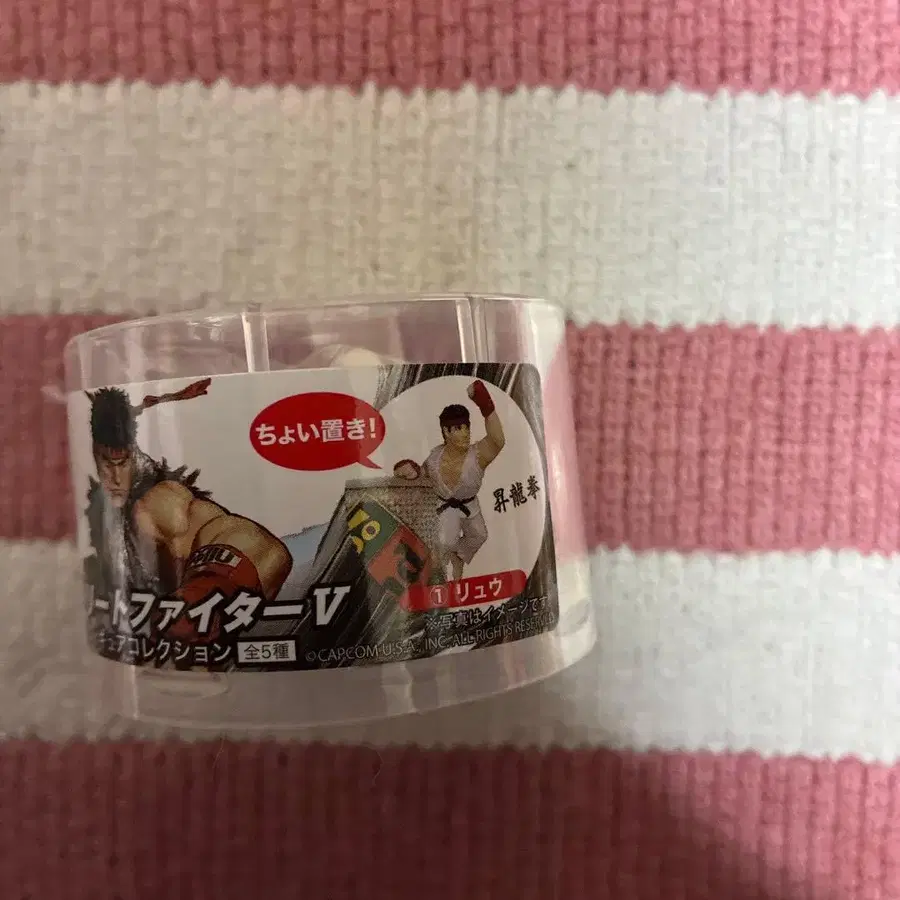 ちょい置き!
昇龍拳
① リュウ
※写真はイメージです
ートファイターV
ギュアコレクション 全5種
©CAPCOM U.S.A., INC. ALL RIGHTS RESERVED.